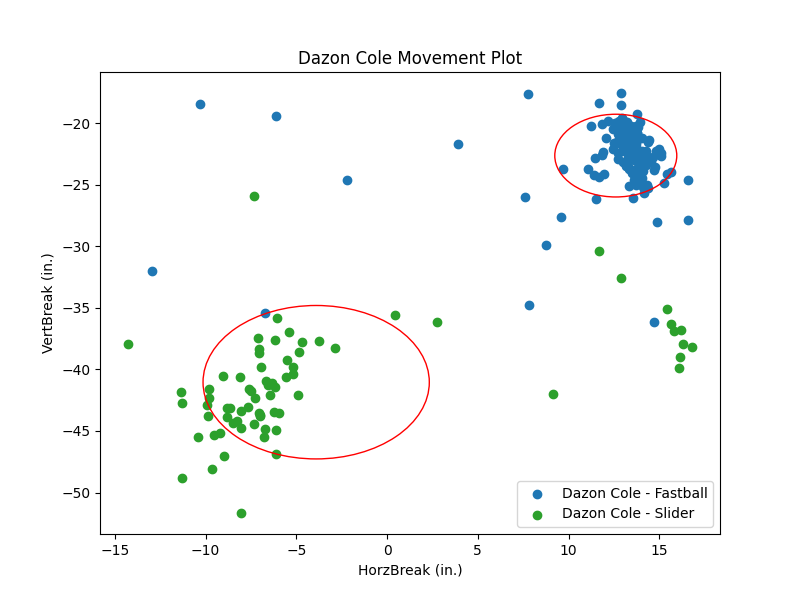 Dazon Cole Movement Plot
VertBreak (in.)
−20
−25
−30
−35
−40
−45
−50
−15
−10
−5
0
5
10
15
HorzBreak (in.)
Dazon Cole - Fastball
Dazon Cole - Slider